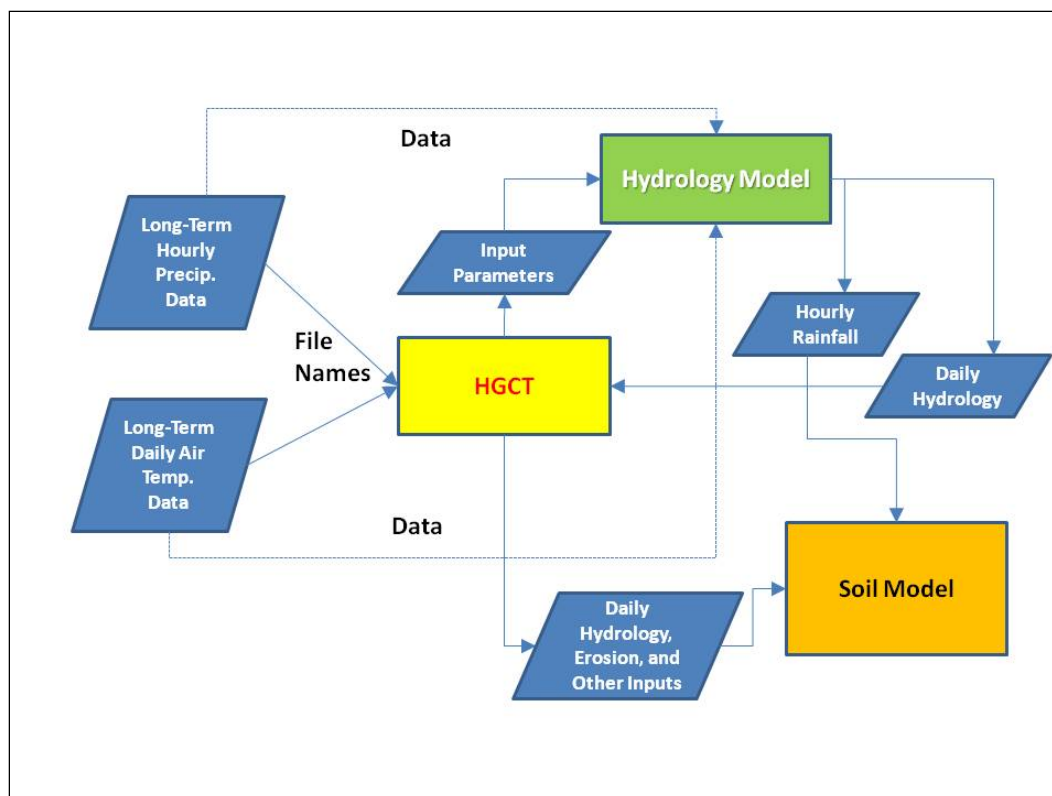 Data
Hydrology Model
Long-Term
Hourly
Precip.
Data
Input
Parameters
Hourly
Rainfall
File
Names
HGCT
Daily
Hydrology
Long-Term
Daily Air
Temp.
Data
Data
Soil Model
Daily
Hydrology,
Erosion, and
Other Inputs